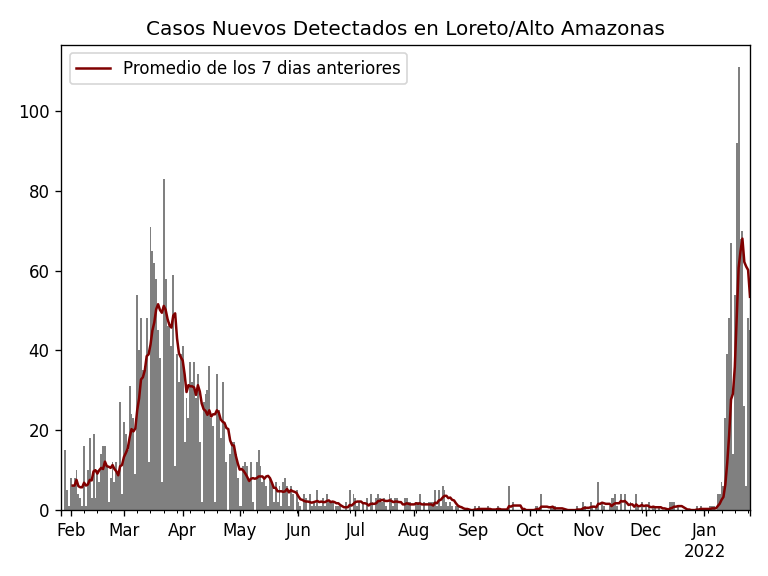 Casos Nuevos Detectados en Loreto/Alto Amazonas
Promedio de los 7 dias anteriores
100
80
60
40
20
0
Feb Mar Apr May Jun Jul Aug Sep Oct Nov Dec Jan
2022